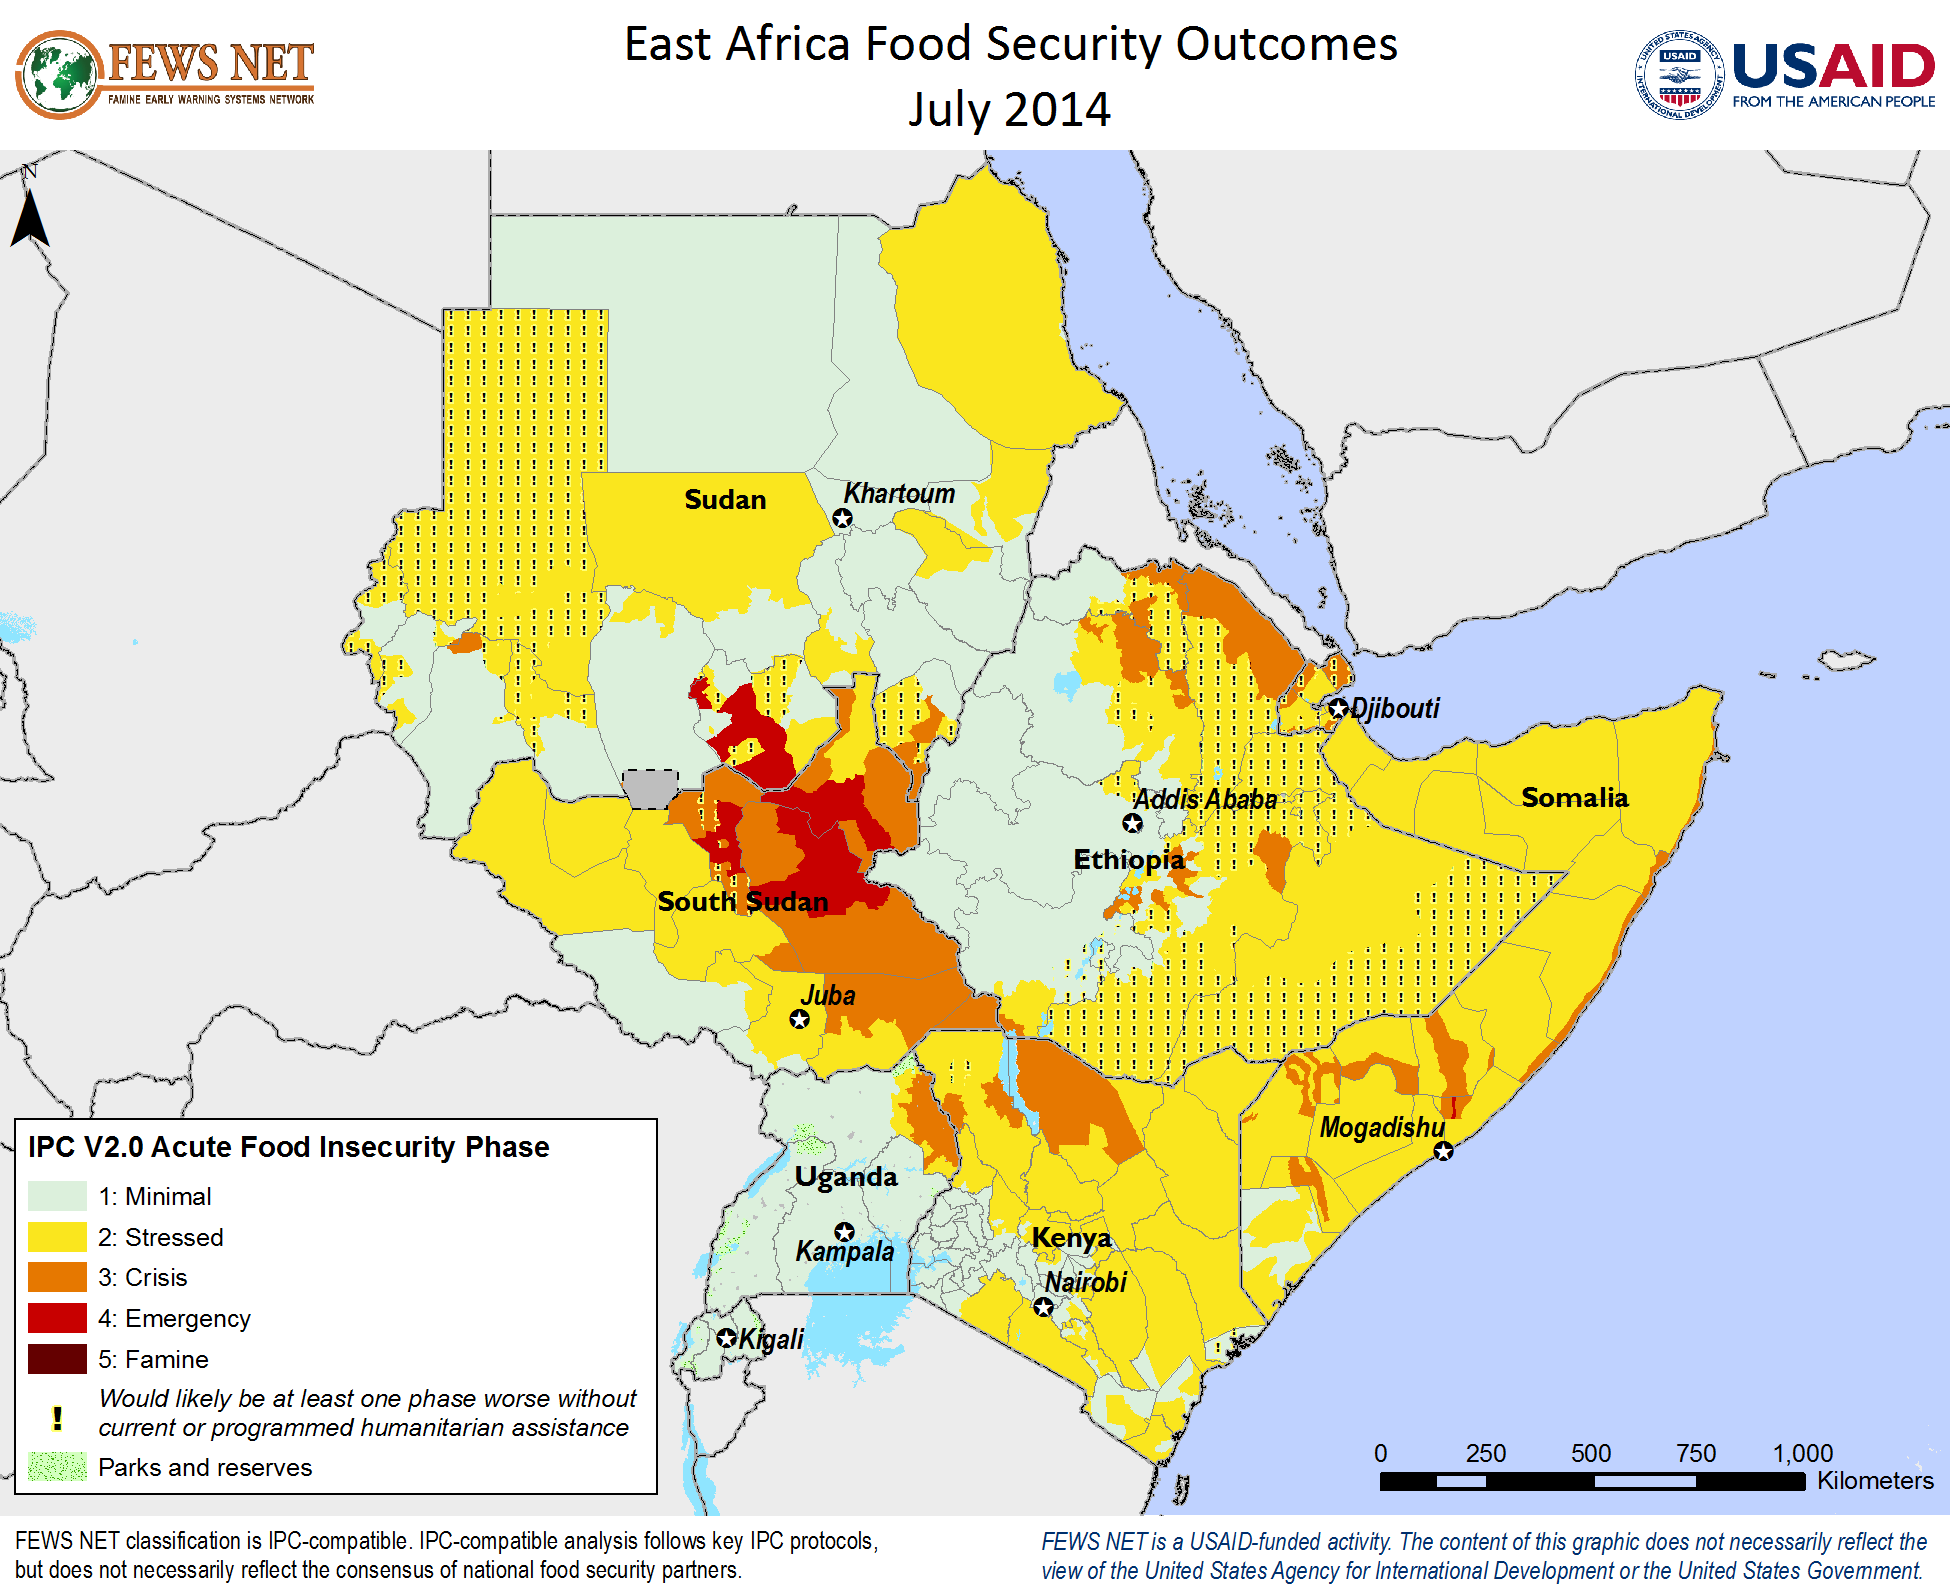 FEWS NET
FAMINE EARLY WARNING SYSTEMS NETWORK
East Africa Food Security Outcomes
July 2014
UNITED STATES AGENCY
USAID
INTERNATIONAL DEVELOPMENT
USAID
FROM THE AMERICAN PEOPLE
N
Sudan
Khartoum
Djibouti
Addis Ababa
Somalia
Ethiopia
South Sudan
Juba
Mogadishu
Uganda
Kenya
Kampala
Nairobi
Kigali
IPC V2.0 Acute Food Insecurity Phase
1: Minimal
2: Stressed
3: Crisis
4: Emergency
5: Famine
! Would likely be at least one phase worse without
current or programmed humanitarian assistance
Parks and reserves
0 250 500 750 1,000
Kilometers
FEWS NET classification is IPC-compatible. IPC-compatible analysis follows key IPC protocols,
but does not necessarily reflect the consensus of national food security partners.
FEWS NET is a USAID-funded activity. The content of this graphic does not necessarily reflect the
view of the United States Agency for International Development or the United States Government.